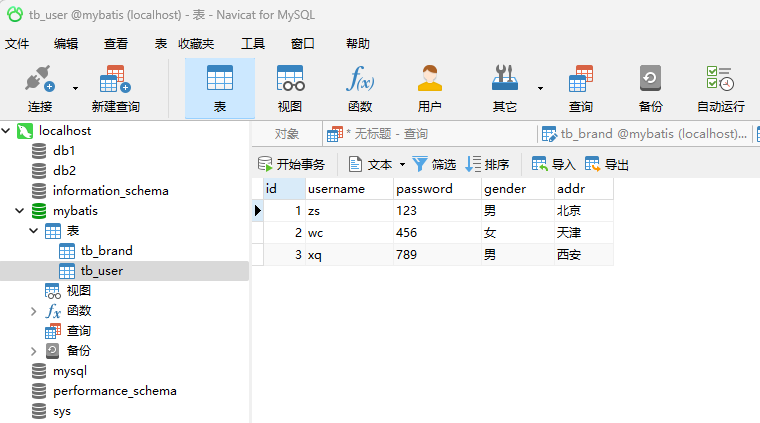 tb_user @mybatis (localhost) - 表 - Navicat for MySQL
文件 编辑 查看 表 收藏夹 工具 窗口 帮助
连接 新建查询 表 视图 f(x) 函数 用户 其它 查询 备份 自动运行
localhost
db1
db2
information_schema
mybatis
表
tb_brand
tb_user
视图
fx 函数
查询
备份
mysql
performance_schema
sys
对象 * 无标题 - 查询 tb_brand @mybatis (localhost)...
开始事务 文本 筛选 排序 导入 导出
id username password gender addr
1 zs 123 男 北京
2 wc 456 女 天津
3 xq 789 男 西安